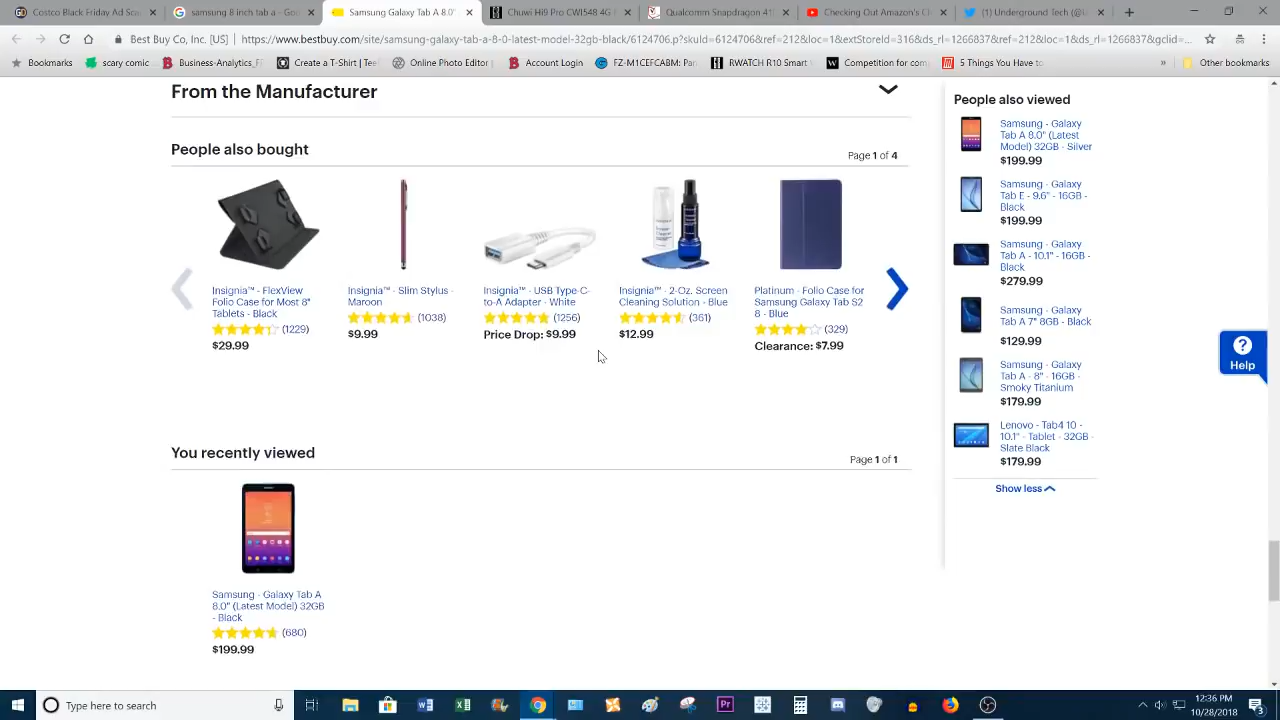 Costco Black Friday Ad Scan
samsung 8 inch tab a - Goo
Samsung Galaxy Tab A 8.0"
Chuwi Hi9 Pro CWI548 4G
Qualcomm Snapdragon
Checking Out Amazon's Ch
(1) Underground Tech (@U
Best Buy Co, Inc. [US] | https://www.bestbuy.com/site/samsung-galaxy-tab-a-8-0-latest-model-32gb-black/6124706.p?skuId=6124706&ref=212&loc=1&extStoreId=316&ds_rl=1266837&ref=212&loc=1&ds_rl=1266837&gclid=...
Bookmarks
scary comic
Business-Analytics_F
Create a T-Shirt | Tee
Online Photo Editor |
Account Login
FZ-M1CEFCABM: Pan
RWATCH R10 Smart
Competition for com
5 Things You Have to
»
Other bookmarks
From the Manufacturer
People also bought
Page 1 of 4
Insignia™ - FlexView
Folio Case for Most 8"
Tablets - Black
(1229)
$29.99
Insignia™ - Slim Stylus -
Maroon
(1038)
$9.99
Insignia™ - USB Type-C-
to-A Adapter - White
(1256)
Price Drop: $9.99
Insignia™ - 2-Oz. Screen
Cleaning Solution - Blue
(361)
$12.99
Platinum - Folio Case for
Samsung Galaxy Tab S2
8 - Blue
(329)
Clearance: $7.99
You recently viewed
Page 1 of 1
Samsung - Galaxy Tab A
8.0" (Latest Model) 32GB
- Black
(680)
$199.99
People also viewed
Samsung - Galaxy
Tab A 8.0" (Latest
Model) 32GB - Silver
$199.99
Samsung - Galaxy
Tab E - 9.6" - 16GB -
Black
$199.99
Samsung - Galaxy
Tab A - 10.1" - 16GB -
Black
$279.99
Samsung - Galaxy
Tab A 7" 8GB - Black
$129.99
Samsung - Galaxy
Tab A - 8" - 16GB -
Smoky Titanium
$179.99
Lenovo - Tab4 10 -
10.1" - Tablet - 32GB -
Slate Black
$179.99
Show less
?
Help
Type here to search
Pr
12:36 PM
10/28/2018
3